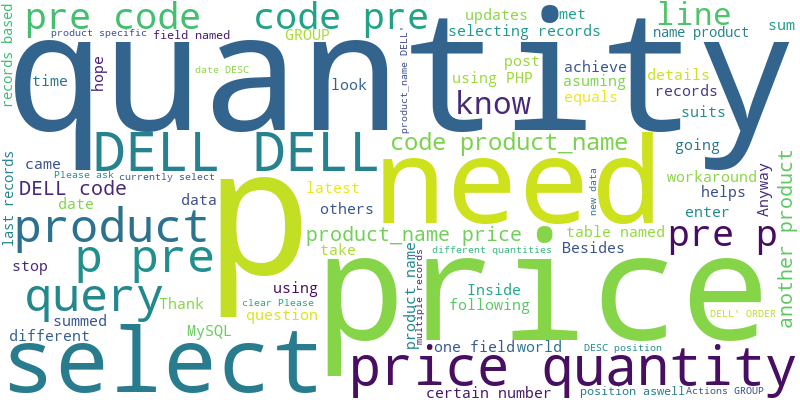 pre code
code pre
met
updates
line
product specific
field named
GROUP
selecting records
name product
sum
records based
quantity
time
hope
date DESC
look
product_name DELL'
post
using PHP
achieve
asuming
equals
details
records
know
suits
DELL DELL
code product_name
going
came
Please ask
currently select
need
workaround
helps
Anyway
another product
last records
DELL code
date
data
p
latest
others
new data
enter
product
product_name price
table named
pre p
different quantities
Besides
stop
p pre
take
product_name
multiple records
price
query
Thank
using
clear Please
question
Inside
following
DELL' ORDER
summed
different
MySQL
select
one field
world
DESC position
price quantity
certain number
position aswell
Actions GROUP